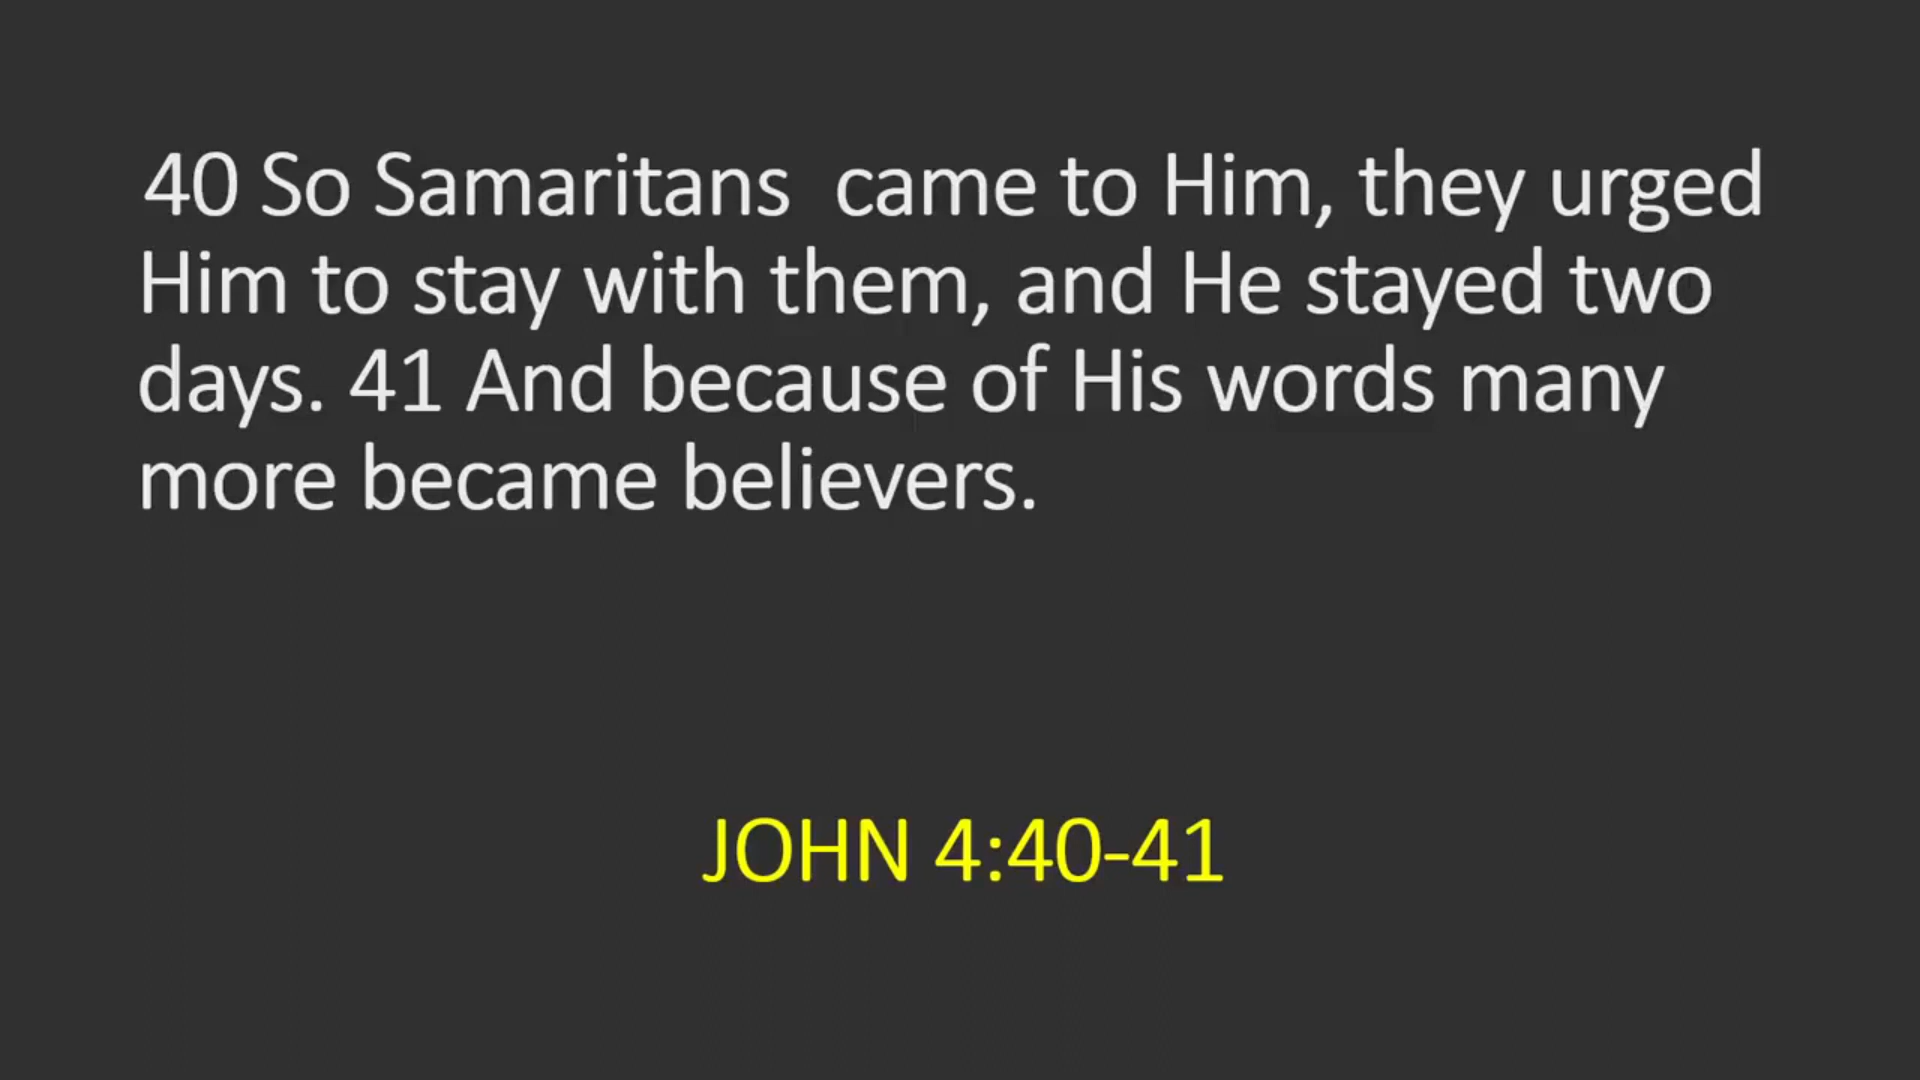 40 So Samaritans  came to Him, they urged
Him to stay with them, and He stayed two
days. 41 And because of His words many
more became believers.
JOHN 4:40-41